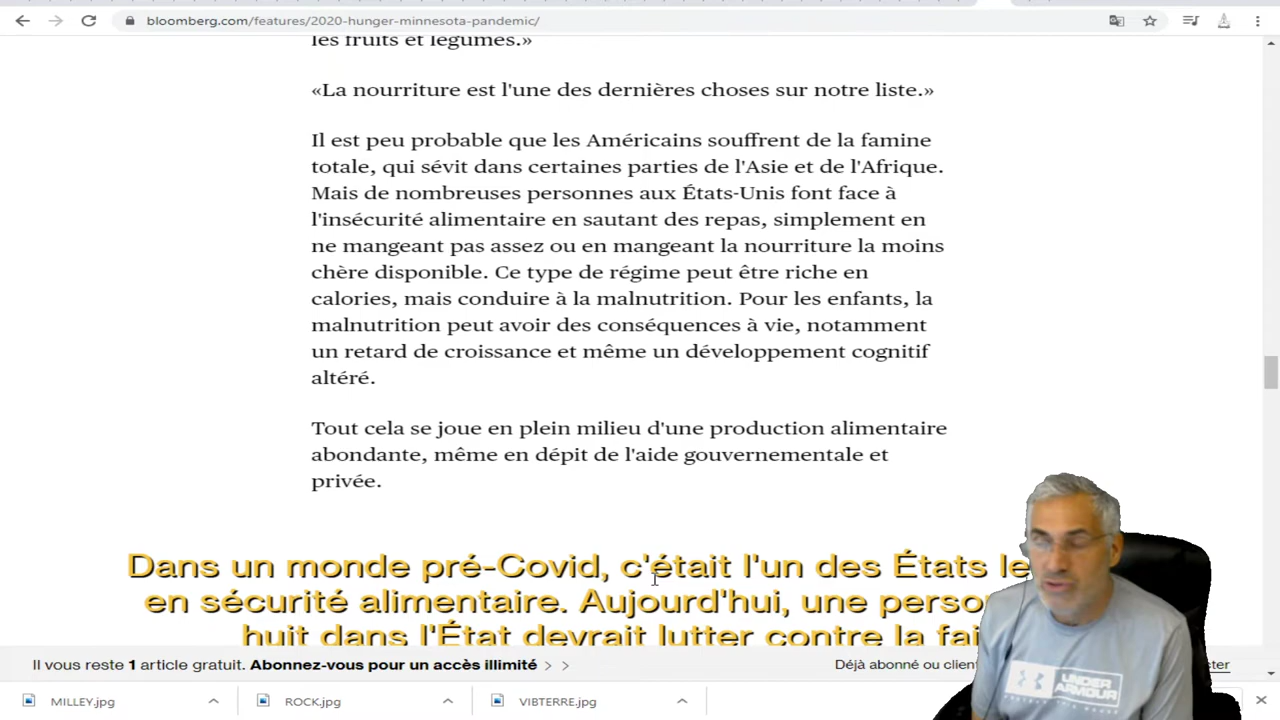 bloomberg.com/features/2020-hunger-minnesota-pandemic/
les fruits et légumes.»
«La nourriture est l'une des dernières choses sur notre liste.»
Il est peu probable que les Américains souffrent de la famine
totale, qui sévit dans certaines parties de l'Asie et de l'Afrique.
Mais de nombreuses personnes aux États-Unis font face à
l'insécurité alimentaire en sautant des repas, simplement en
ne mangeant pas assez ou en mangeant la nourriture la moins
chère disponible. Ce type de régime peut être riche en
calories, mais conduire à la malnutrition. Pour les enfants, la
malnutrition peut avoir des conséquences à vie, notamment
un retard de croissance et même un développement cognitif
altéré.
Tout cela se joue en plein milieu d'une production alimentaire
abondante, même en dépit de l'aide gouvernementale et
privée.
Dans un monde pré-Covid, c'était l'un des États le
en sécurité alimentaire. Aujourd'hui, une perso
huit dans l'État devrait lutter contre la fai
Il vous reste 1 article gratuit. Abonnez-vous pour un accès illimité
Déjà abonné ou client
MILLEY.jpg
ROCK.jpg
VIBTERRE.jpg
UNDER
ARMOUR